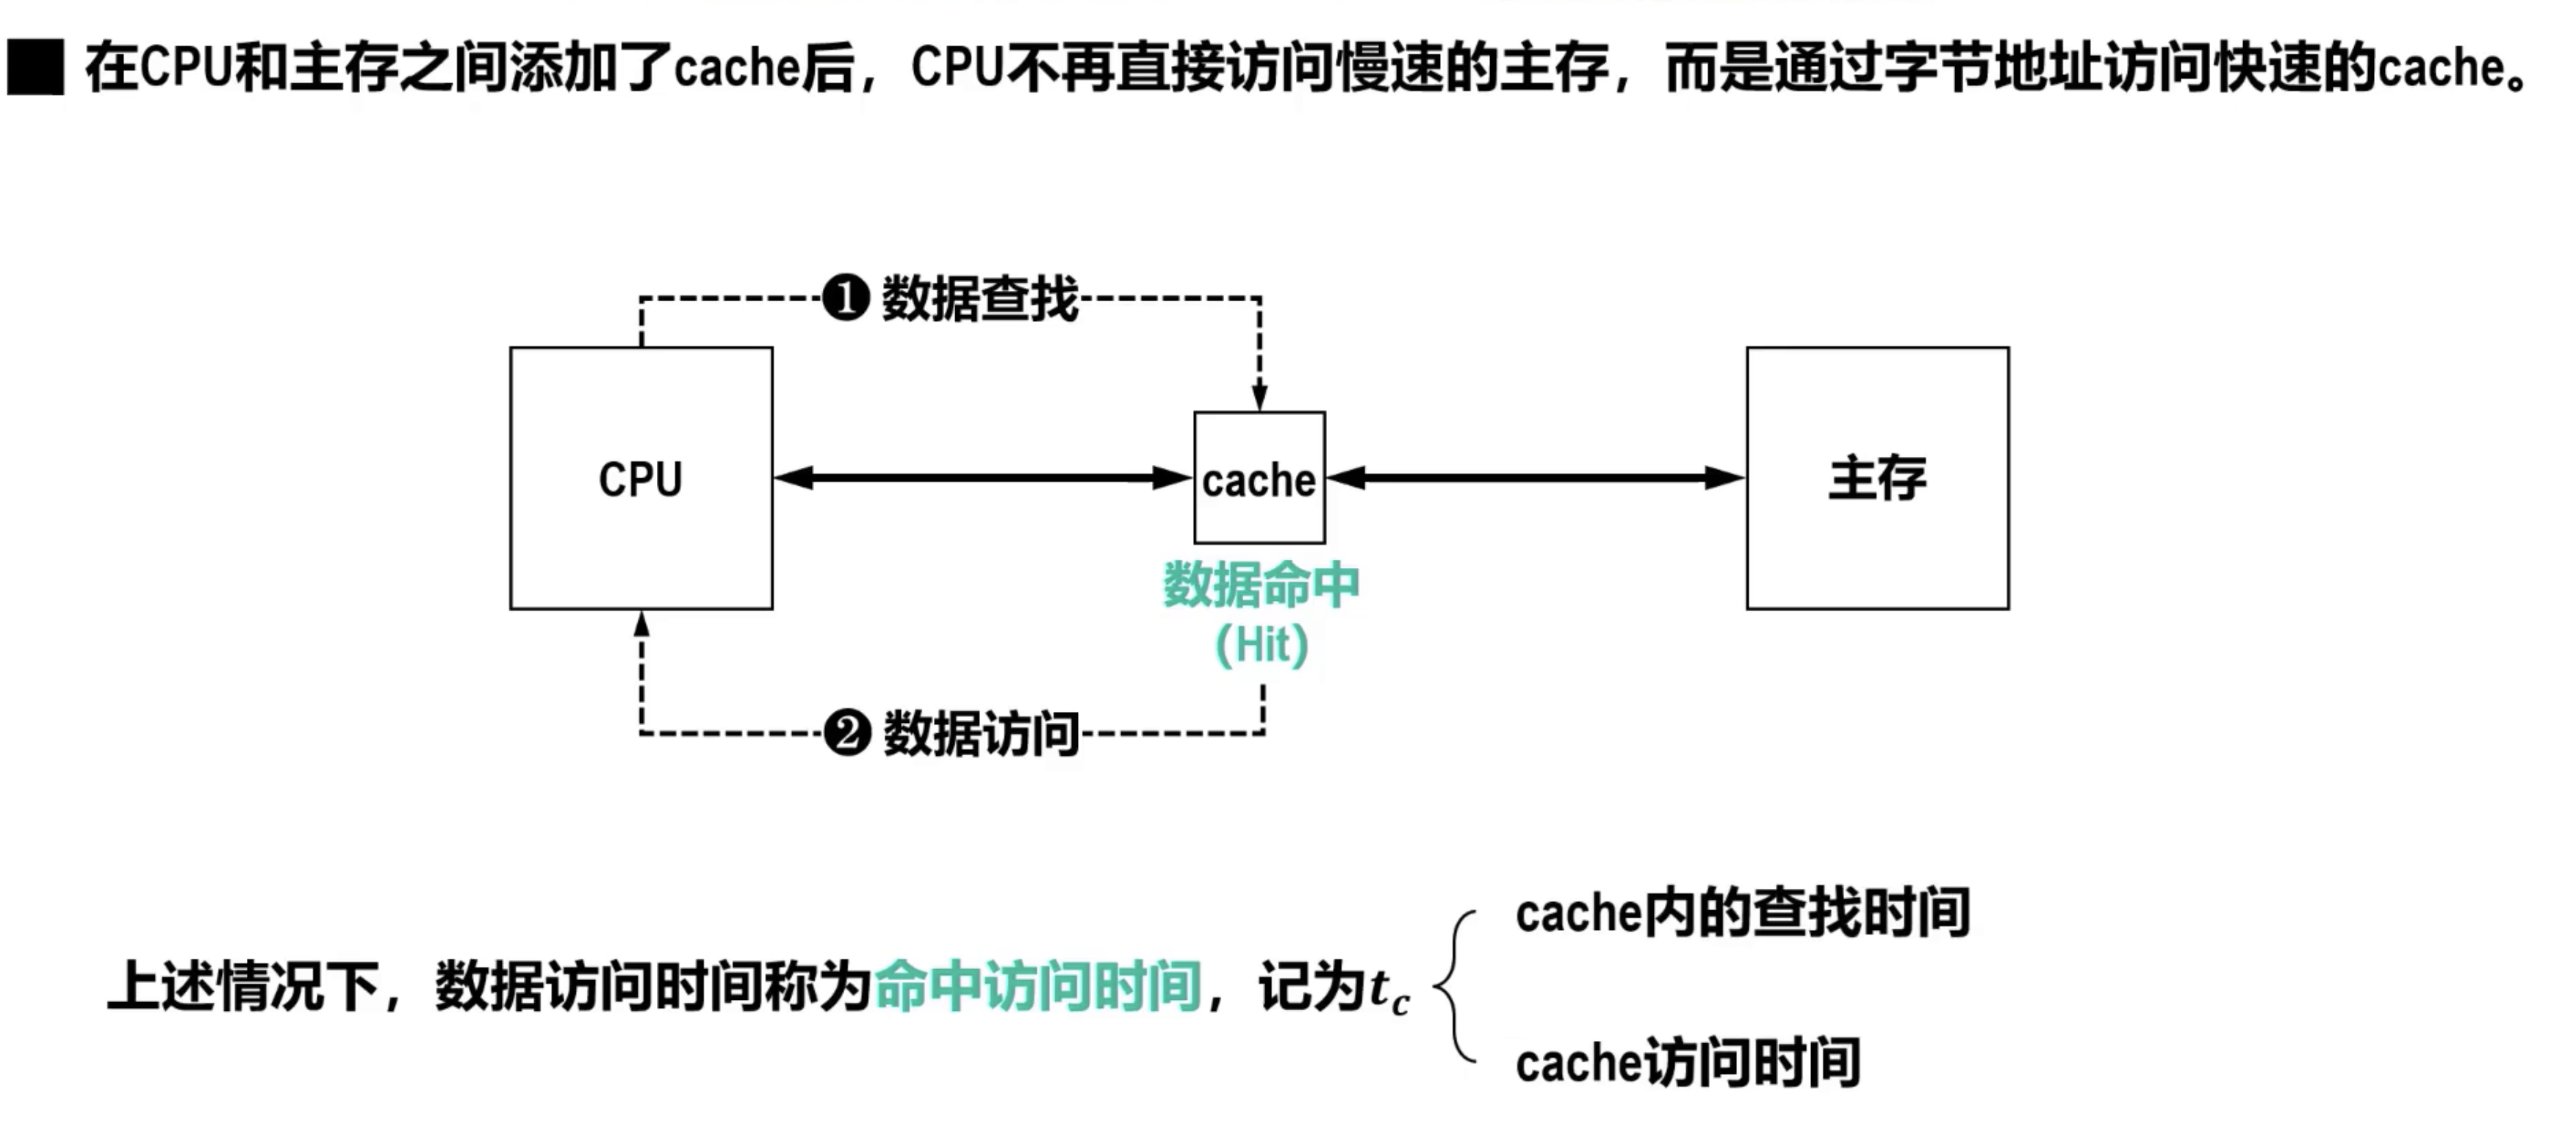 在CPU和主存之间添加了cache后，CPU不再直接访问慢速的主存，而是通过字节地址访问快速的cache。
❶ 数据查找
CPU
cache
主存
数据命中
(Hit)
❷ 数据访问
cache内的查找时间
上述情况下，数据访问时间称为命中访问时间，记为tc
cache访问时间